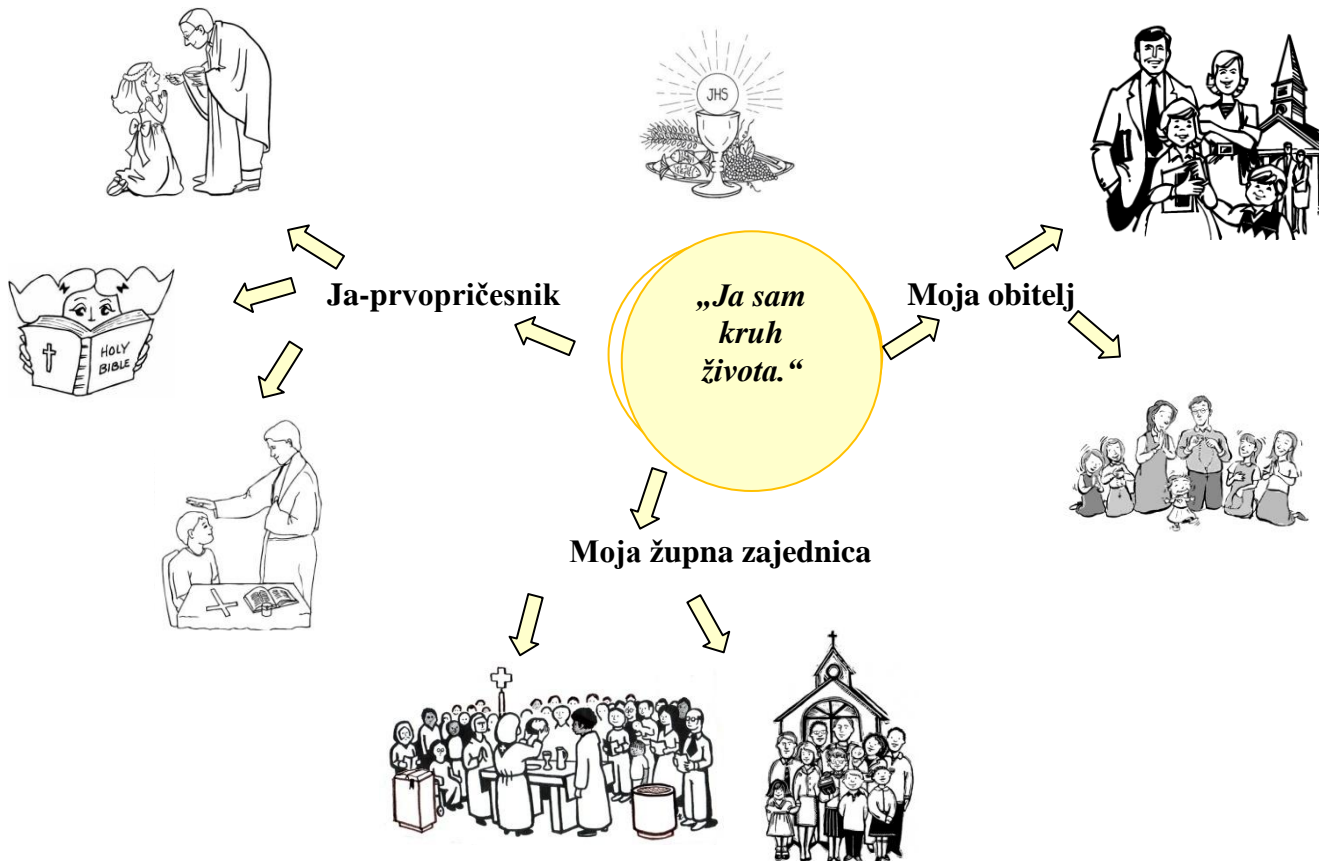 JHS
Ja-prvopričesnik
„Ja sam
kruh
života.“
Moja obitelj
HOLY
BIBLE
Moja župna zajednica